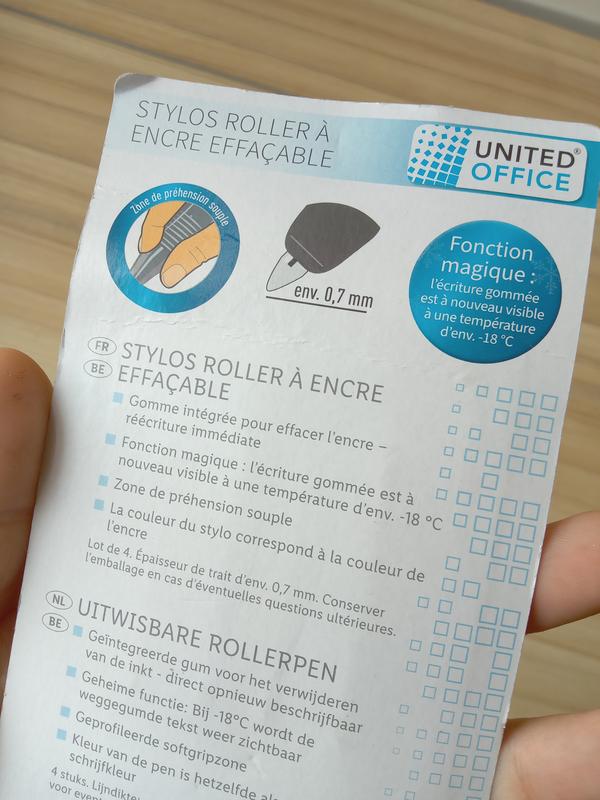 STYLOS ROLLER À
ENCRE EFFAÇABLE
UNITED®
OFFICE
Zone de préhension souple
env. 0,7 mm
Fonction
magique :
l'écriture gommée
est à nouveau visible
à une température
d'env. -18 °C
FR
BE
STYLOS ROLLER À ENCRE
EFFAÇABLE
Gomme intégrée pour effacer l'encre –
réécriture immédiate
Fonction magique : l'écriture gommée est à
nouveau visible à une température d'env. -18 °C
Zone de préhension souple
La couleur du stylo correspond à la couleur de
l'encre
Lot de 4. Épaisseur de trait d'env. 0,7 mm. Conserver
l'emballage en cas d'éventuelles questions ultérieures.
NL
BE
UITWISBARE ROLLERPEN
Geïntegreerde gum voor het verwijderen
van de inkt - direct opnieuw beschrijfbaar
Geheime functie: Bij -18°C wordt de
weggegumde tekst weer zichtbaar
Geprofileerde softgripzone
Kleur van de pen is hetzelfde als
schrijfkleur
4 stuks.